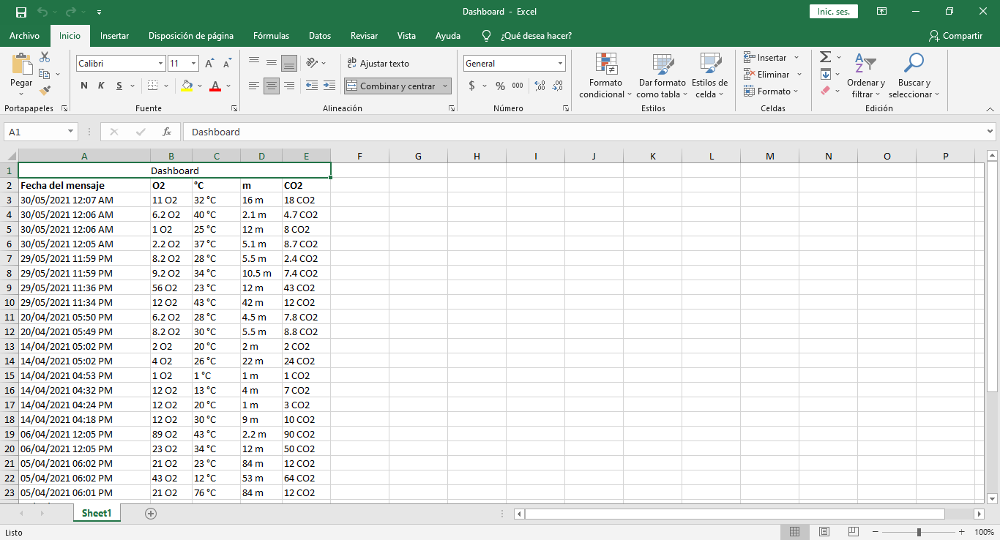 Dashboard - Excel
Inic. ses.
Archivo Inicio Insertar Disposición de página Fórmulas Datos Revisar Vista Ayuda ¿Qué desea hacer? Compartir
Calibri 11 A A ab c Ajustar texto General Insertar Σ A Z
Pegar N K S A Combinar y centrar $ % 000 ,00 ,00 Formato condicional Dar formato como tabla Estilos de celda Eliminar Ordenar y filtrar Buscar y seleccionar
Formato
Portapapeles Fuente Alineación Número Estilos Celdas Edición
A1 fx Dashboard
A B C D E F G H I J K L M N O P
1 Dashboard
2 Fecha del mensaje O2 °C m CO2
3 30/05/2021 12:07 AM 11 O2 32 °C 16 m 18 CO2
4 30/05/2021 12:06 AM 6.2 O2 40 °C 2.1 m 4.7 CO2
5 30/05/2021 12:06 AM 1 O2 25 °C 12 m 8 CO2
6 30/05/2021 12:05 AM 2.2 O2 37 °C 5.1 m 8.7 CO2
7 29/05/2021 11:59 PM 8.2 O2 28 °C 5.5 m 2.4 CO2
8 29/05/2021 11:59 PM 9.2 O2 34 °C 10.5 m 7.4 CO2
9 29/05/2021 11:36 PM 56 O2 23 °C 12 m 43 CO2
10 29/05/2021 11:34 PM 12 O2 43 °C 42 m 12 CO2
11 20/04/2021 05:50 PM 6.2 O2 28 °C 4.5 m 7.8 CO2
12 20/04/2021 05:49 PM 8.2 O2 30 °C 5.5 m 8.8 CO2
13 14/04/2021 05:02 PM 2 O2 20 °C 2 m 2 CO2
14 14/04/2021 05:02 PM 4 O2 26 °C 22 m 24 CO2
15 14/04/2021 04:53 PM 1 O2 1 °C 1 m 1 CO2
16 14/04/2021 04:32 PM 12 O2 13 °C 4 m 7 CO2
17 14/04/2021 04:24 PM 12 O2 20 °C 1 m 3 CO2
18 14/04/2021 04:18 PM 12 O2 30 °C 9 m 10 CO2
19 06/04/2021 12:05 PM 89 O2 43 °C 2.2 m 90 CO2
20 06/04/2021 12:05 PM 23 O2 34 °C 12 m 50 CO2
21 05/04/2021 06:02 PM 21 O2 23 °C 84 m 12 CO2
22 05/04/2021 06:02 PM 43 O2 12 °C 53 m 64 CO2
23 05/04/2021 06:01 PM 21 O2 76 °C 84 m 12 CO2
Sheet1
Listo 100%